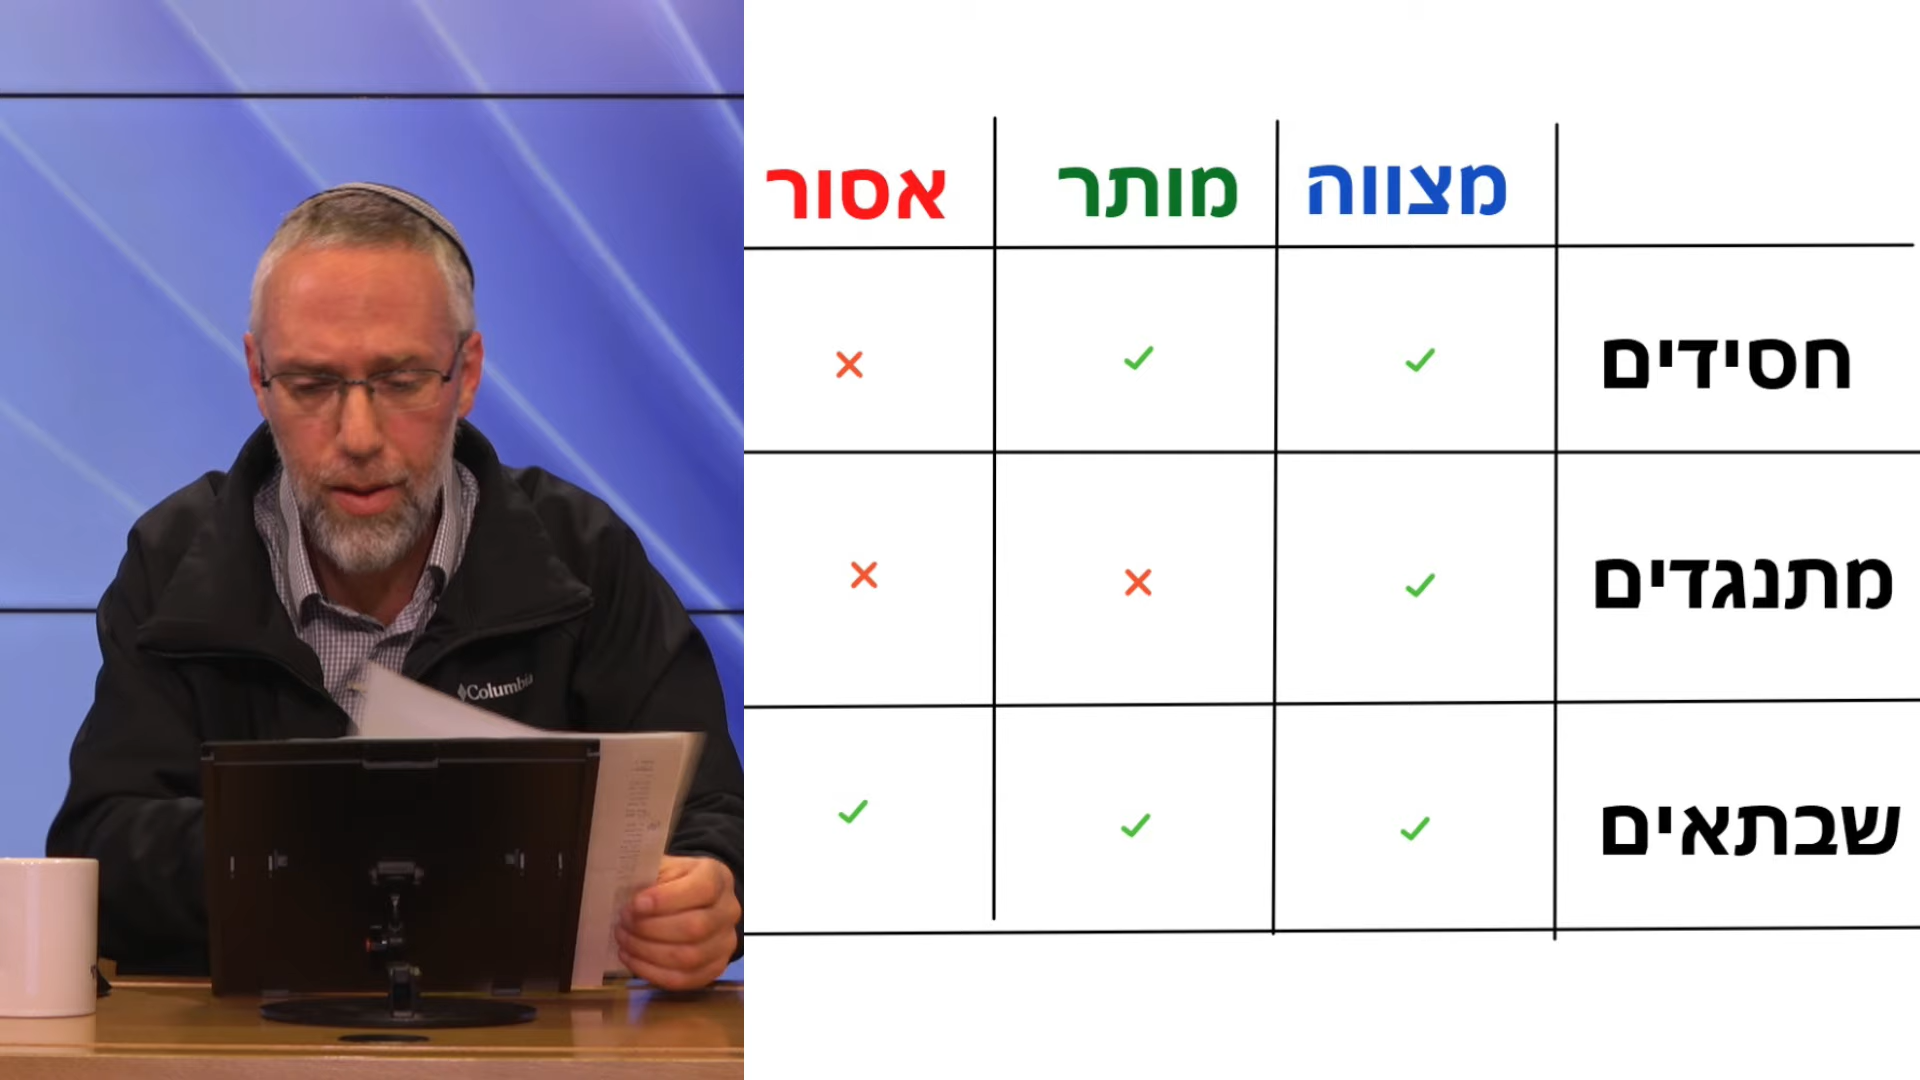 מצווה מותר אסור
חסידים ✓ ✓ ✗
מתנגדים ✓ ✗ ✗
שבתאים ✓ ✓ ✓
Columbia